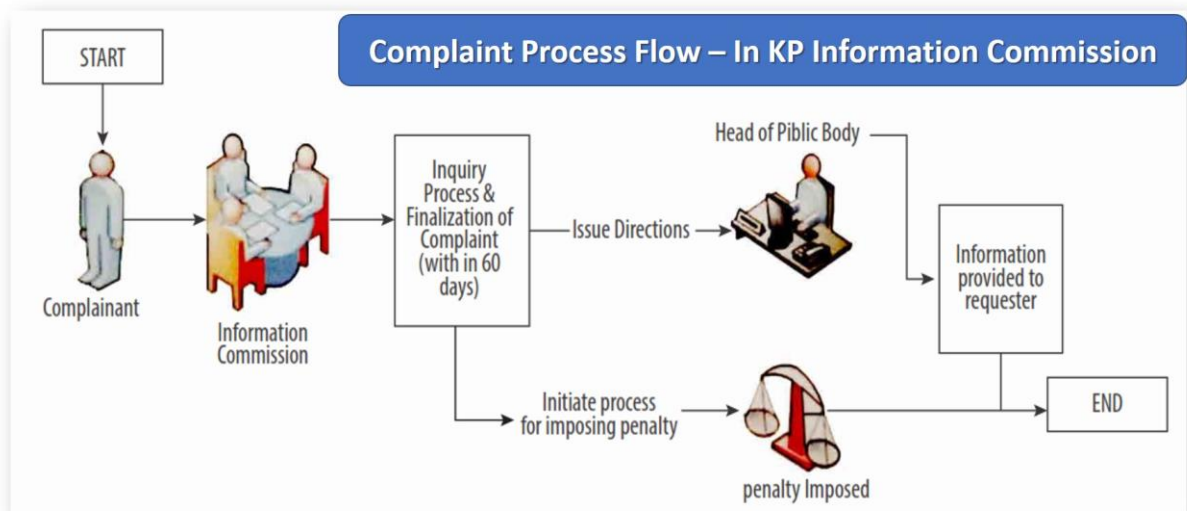 Complaint Process Flow – In KP Information Commission
START
Complainant
Information
Commission
Inquiry
Process &
Finalization of
Complaint
(with in 60
days)
Issue Directions
Head of Piblic Body
Information
provided to
requester
Initiate process
for imposing penalty
penalty Imposed
END